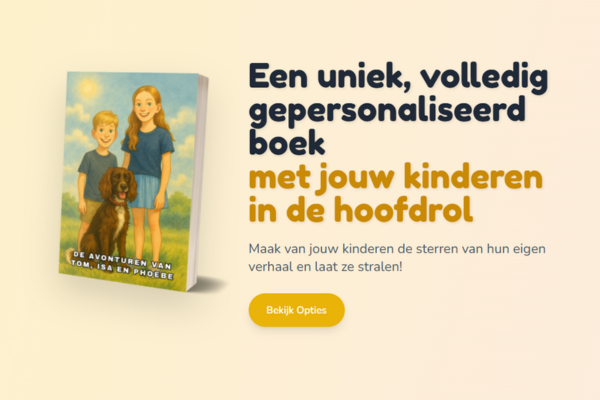 Een uniek, volledig
gepersonaliseerd
boek
met jouw kinderen
in de hoofdrol
Maak van jouw kinderen de sterren van hun eigen
verhaal en laat ze stralen!
Bekijk Opties
DE AVONTUREN VAN
TOM, ISA EN PHOEBE